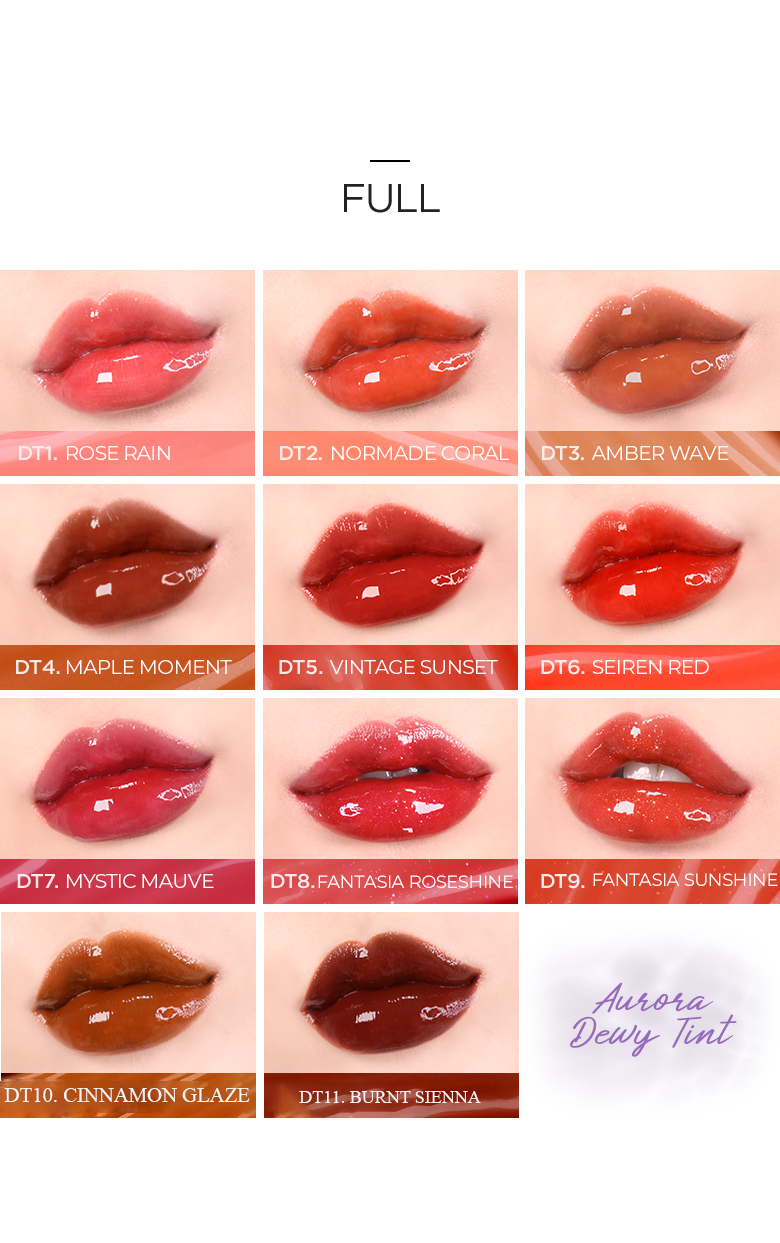 FULL
DT1. ROSE RAIN
DT2. NORMADE CORAL
DT3. AMBER WAVE
DT4. MAPLE MOMENT
DT5. VINTAGE SUNSET
DT6. SEIREN RED
DT7. MYSTIC MAUVE
DT8. FANTASIA ROSESHINE
DT9. FANTASIA SUNSHINE
DT10. CINNAMON GLAZE
DT11. BURNT SIENNA
Aurora
Dewy Tint